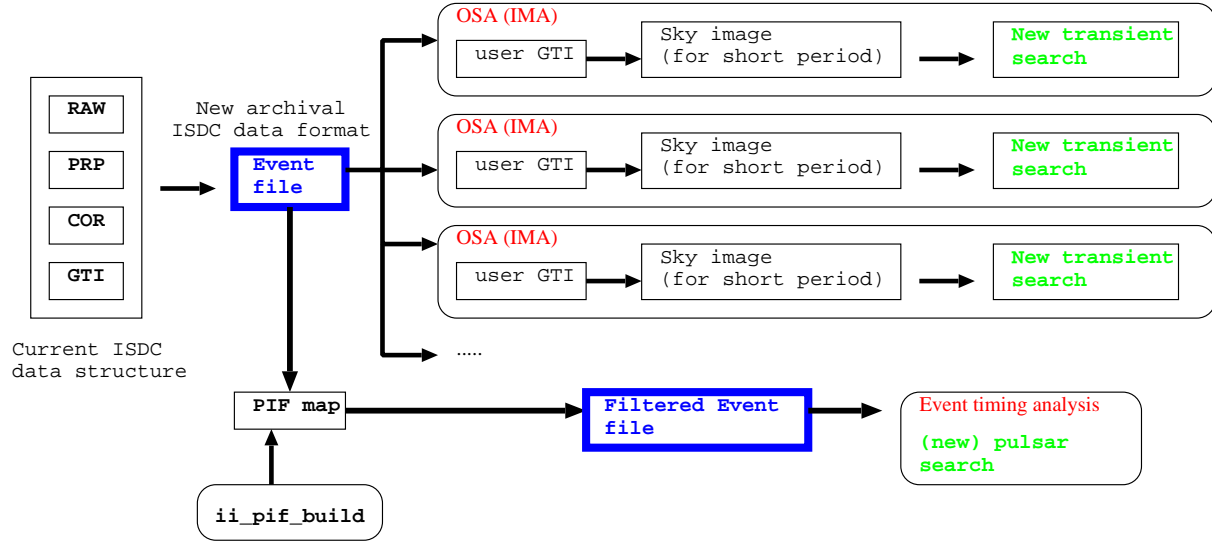 RAW
PRP
COR
GTI
Current ISDC
data structure
New archival
ISDC data format
Event
file
OSA (IMA)
user GTI
Sky image
(for short period)
New transient
search
OSA (IMA)
user GTI
Sky image
(for short period)
New transient
search
OSA (IMA)
user GTI
Sky image
(for short period)
New transient
search
.....
PIF map
ii_pif_build
Filtered Event
file
Event timing analysis
(new) pulsar
search